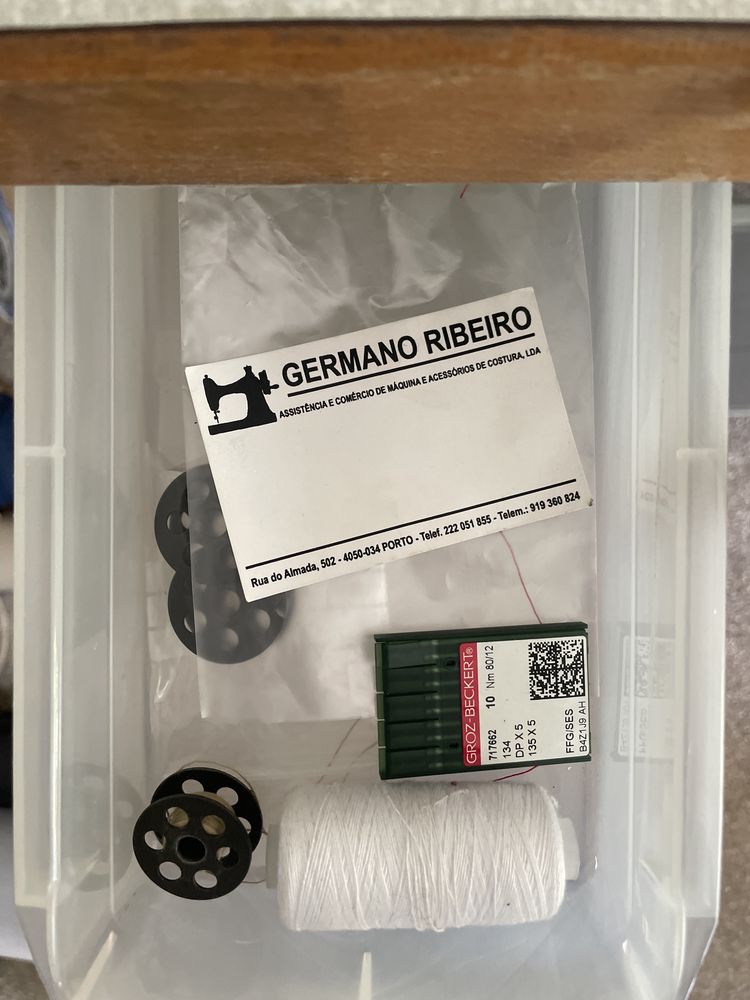 GERMANO RIBEIRO
ASSISTÊNCIA E COMÉRCIO DE MÁQUINA E ACESSÓRIOS DE COSTURA, LDA
Rua do Almada, 502 - 4050-034 PORTO - Telef. 222 051 855 - Telem.: 919 360 824
GROZ-BECKERT®
717662 10 Nm 80/12
134
DP X 5
135 X 5
FFG/SES
B4Z1J9 AH